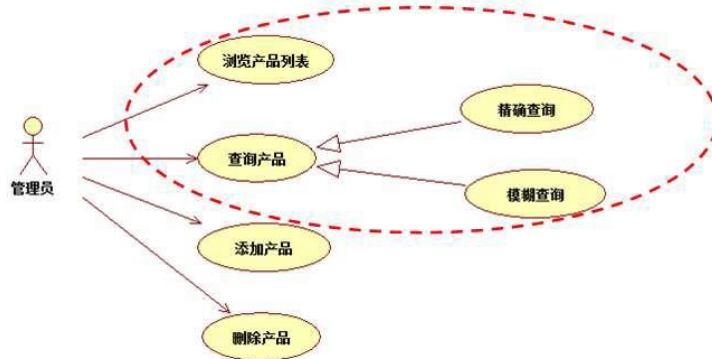 浏览产品列表
精确查询
查询产品
管理员
模糊查询
添加产品
删除产品